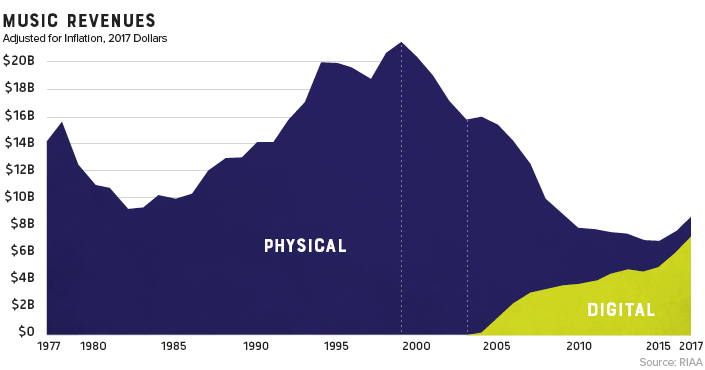 MUSIC REVENUES
Adjusted for Inflation, 2017 Dollars
$20B
$18B
$16B
$14B
$12B
$10B
$8B
$6B
$4B
$2B
$0
PHYSICAL
DIGITAL
1977 1980 1985 1990 1995 2000 2005 2010 2015 2017
Source: RIAA